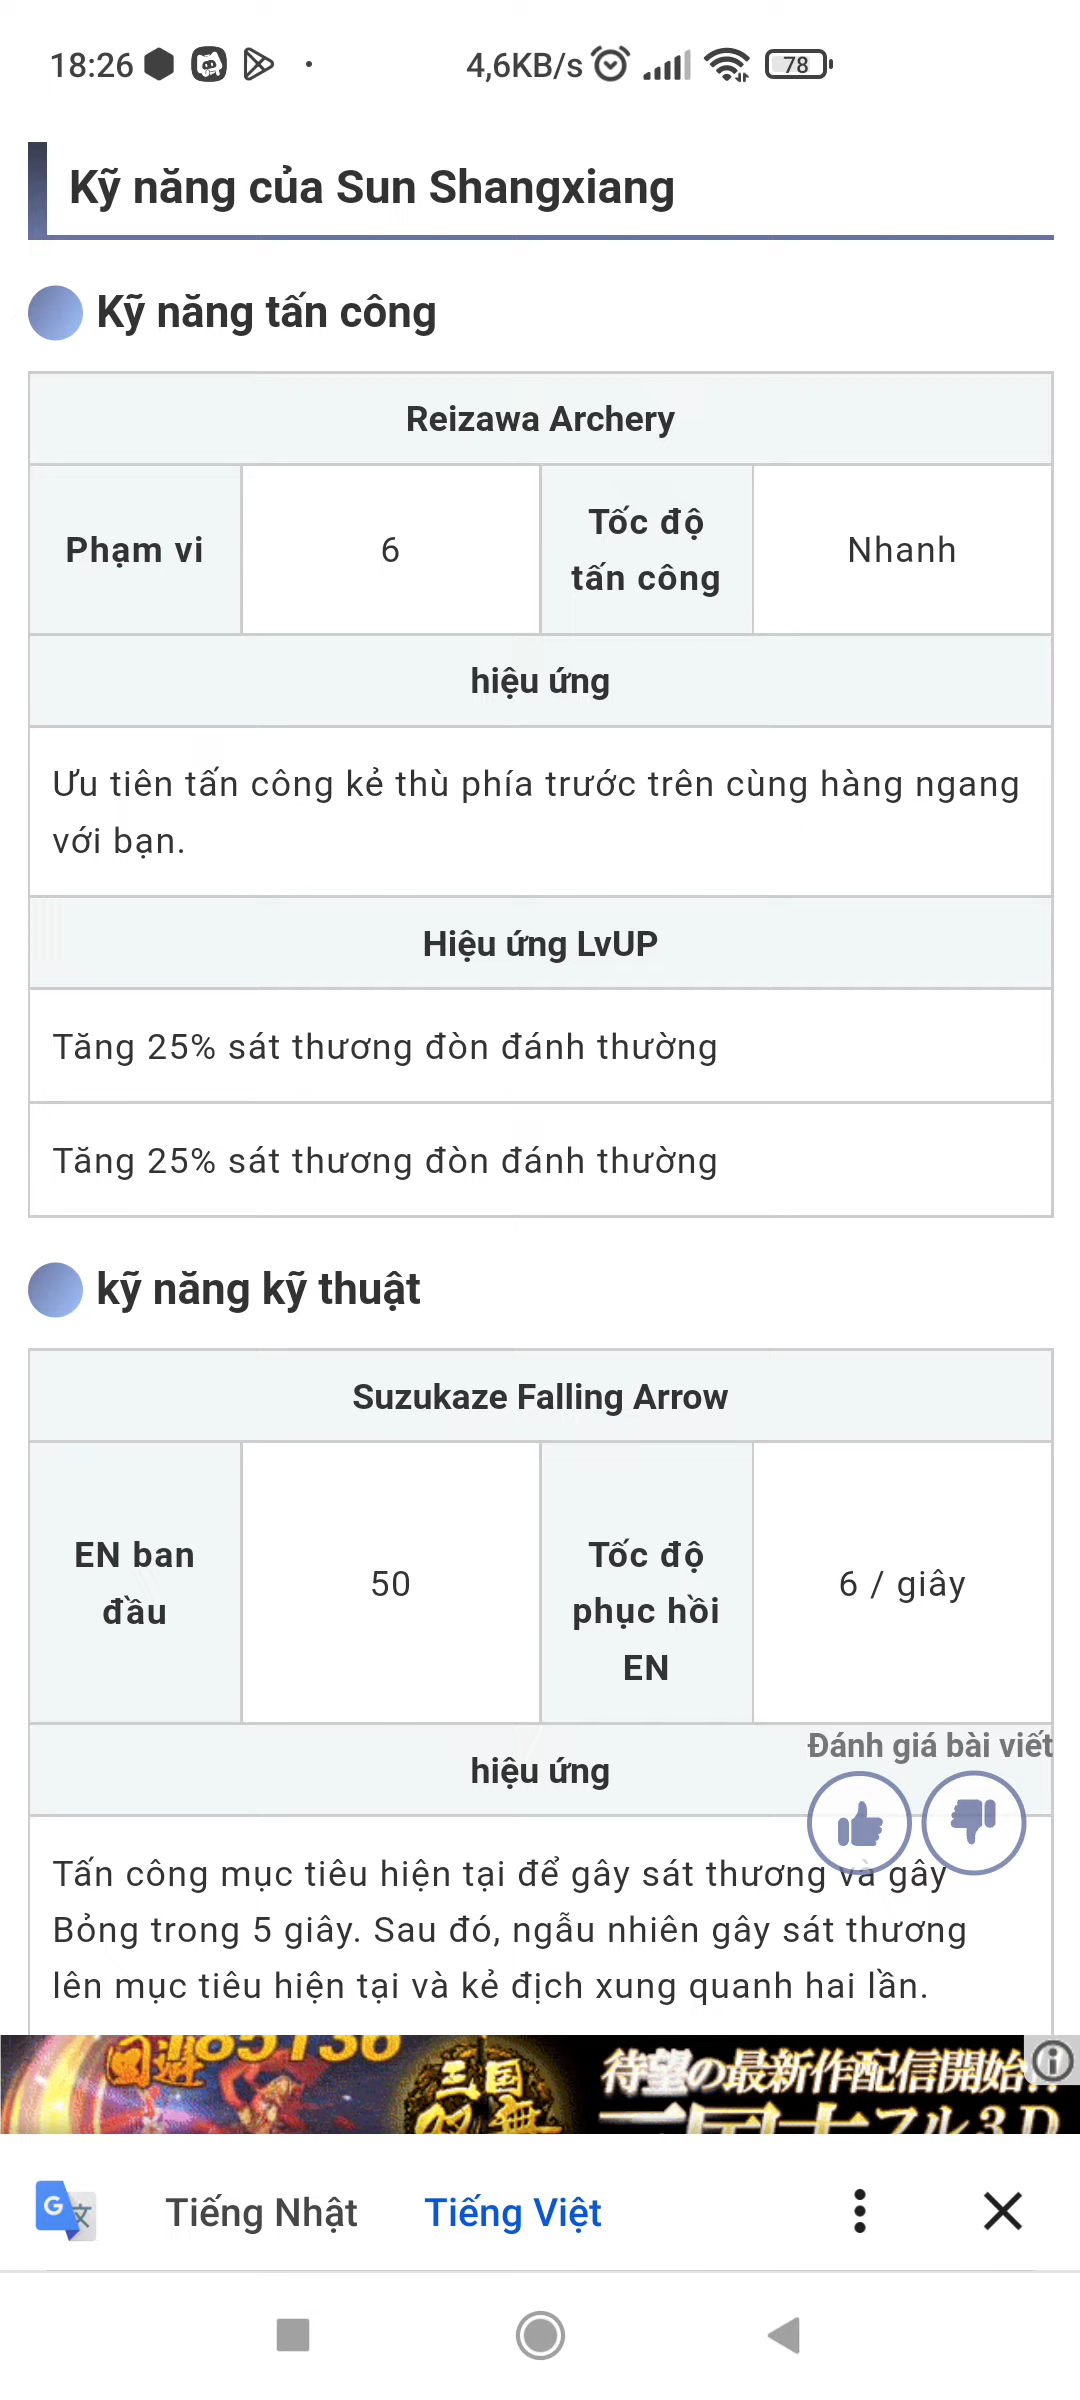 18:26
4,6KB/s
78
Kỹ năng của Sun Shangxiang
Kỹ năng tấn công
Reizawa Archery
Phạm vi
6
Tốc độ
tấn công
Nhanh
hiệu ứng
Ưu tiên tấn công kẻ thù phía trước trên cùng hàng ngang
với bạn.
Hiệu ứng LvUP
Tăng 25% sát thương đòn đánh thường
Tăng 25% sát thương đòn đánh thường
kỹ năng kỹ thuật
Suzukaze Falling Arrow
EN ban
đầu
50
Tốc độ
phục hồi
EN
6 / giây
hiệu ứng
Đánh giá bài viết
Tấn công mục tiêu hiện tại để gây sát thương và gây
Bỏng trong 5 giây. Sau đó, ngẫu nhiên gây sát thương
lên mục tiêu hiện tại và kẻ địch xung quanh hai lần.
三国
待望の最新作配信開始!!
Tiếng Nhật
Tiếng Việt